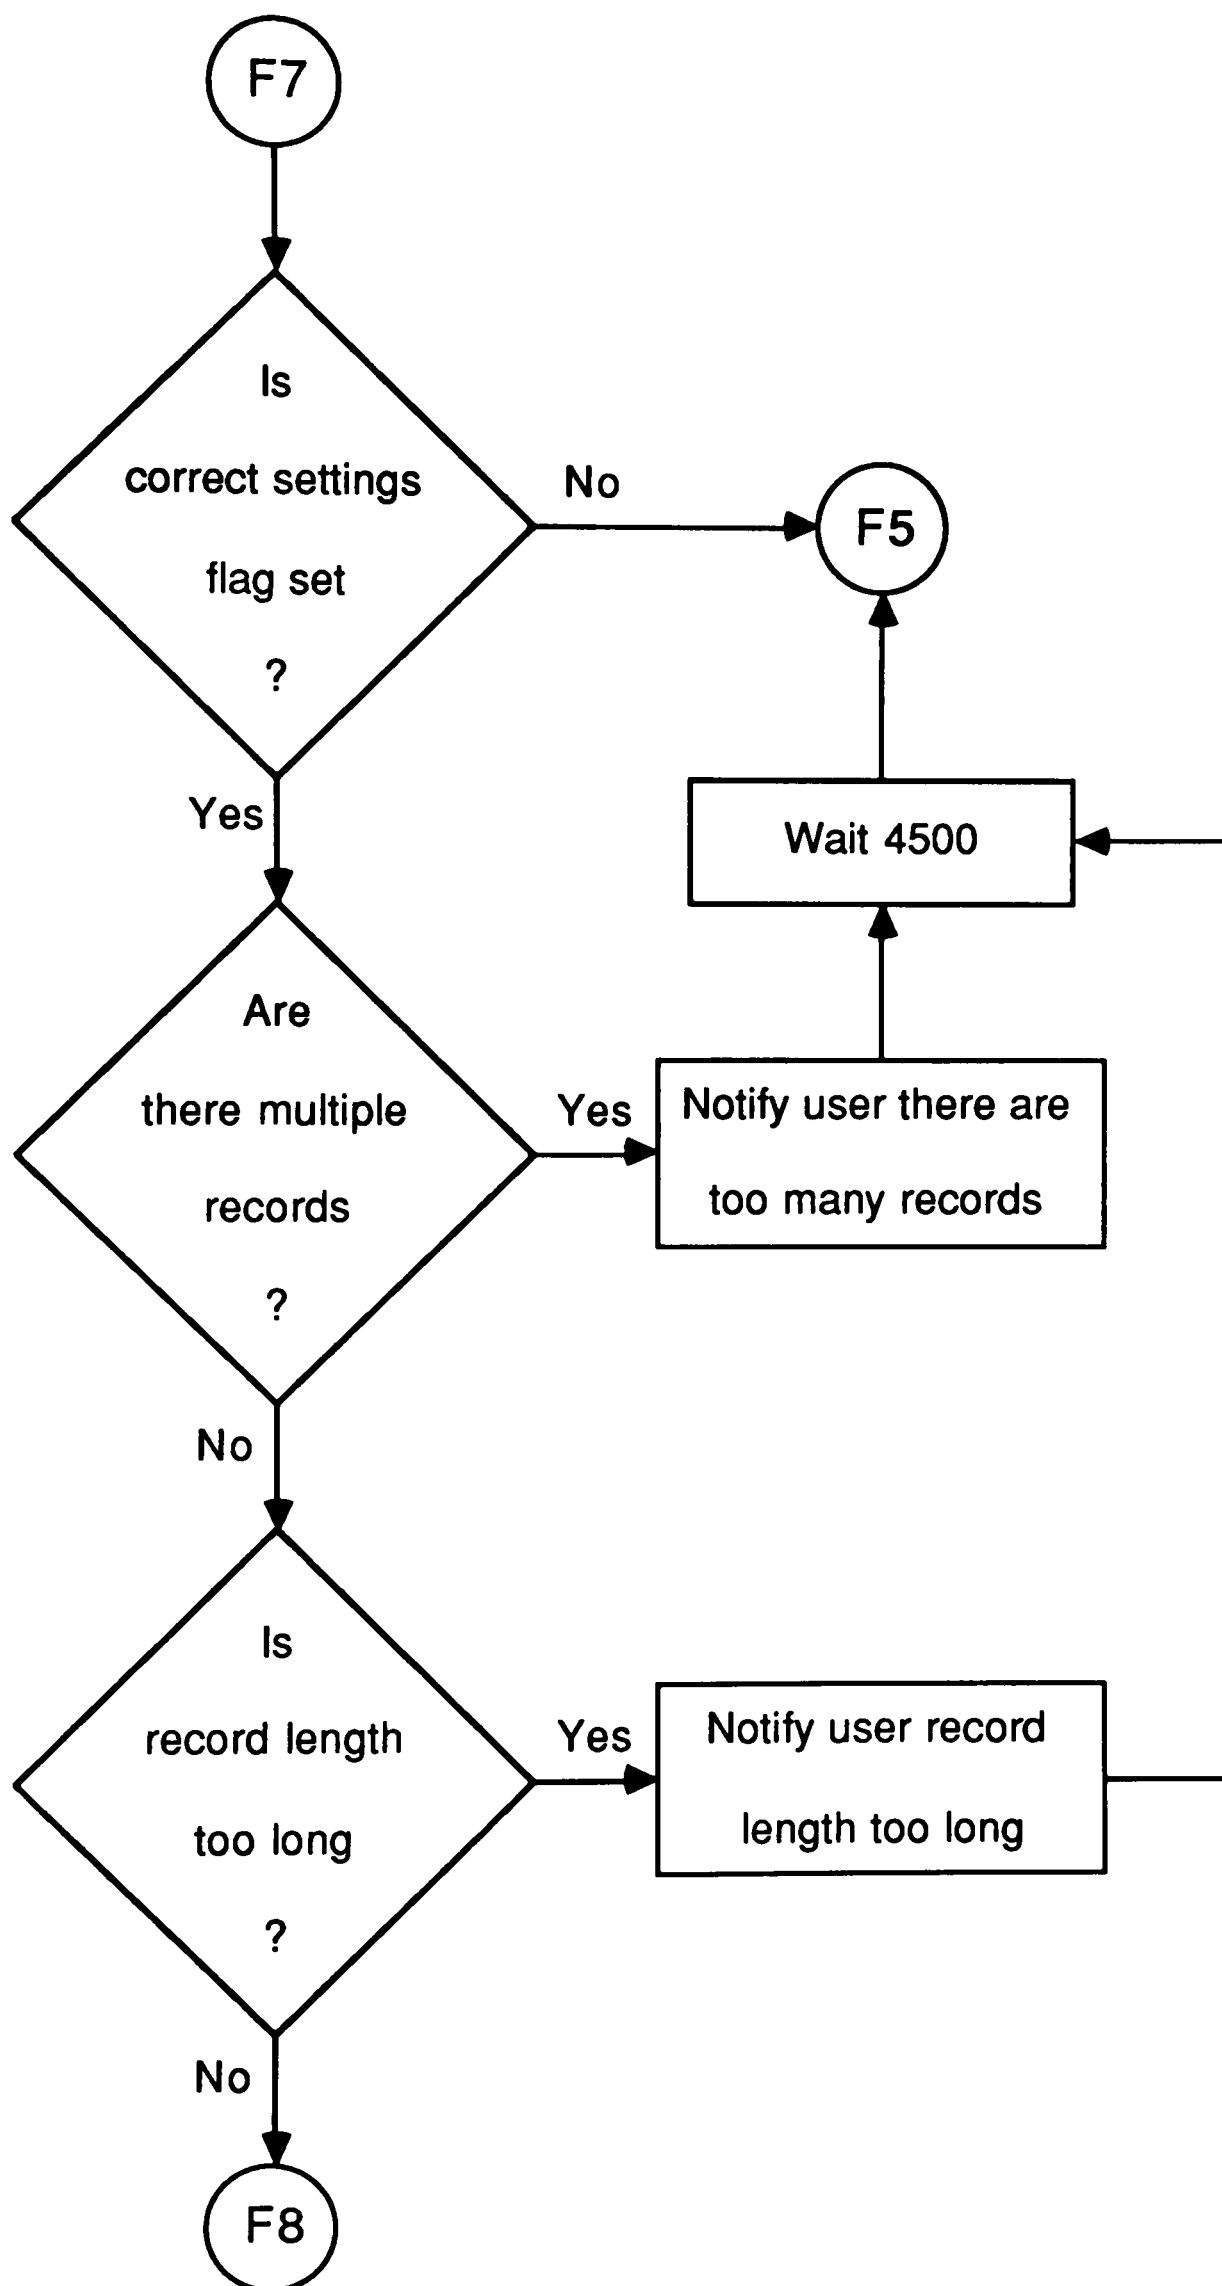 F7
Is
correct settings
flag set
?
No
F5
Yes
Wait 4500
Are
there multiple
records
?
Yes
Notify user there are
too many records
No
Is
record length
too long
?
Yes
Notify user record
length too long
No
F8